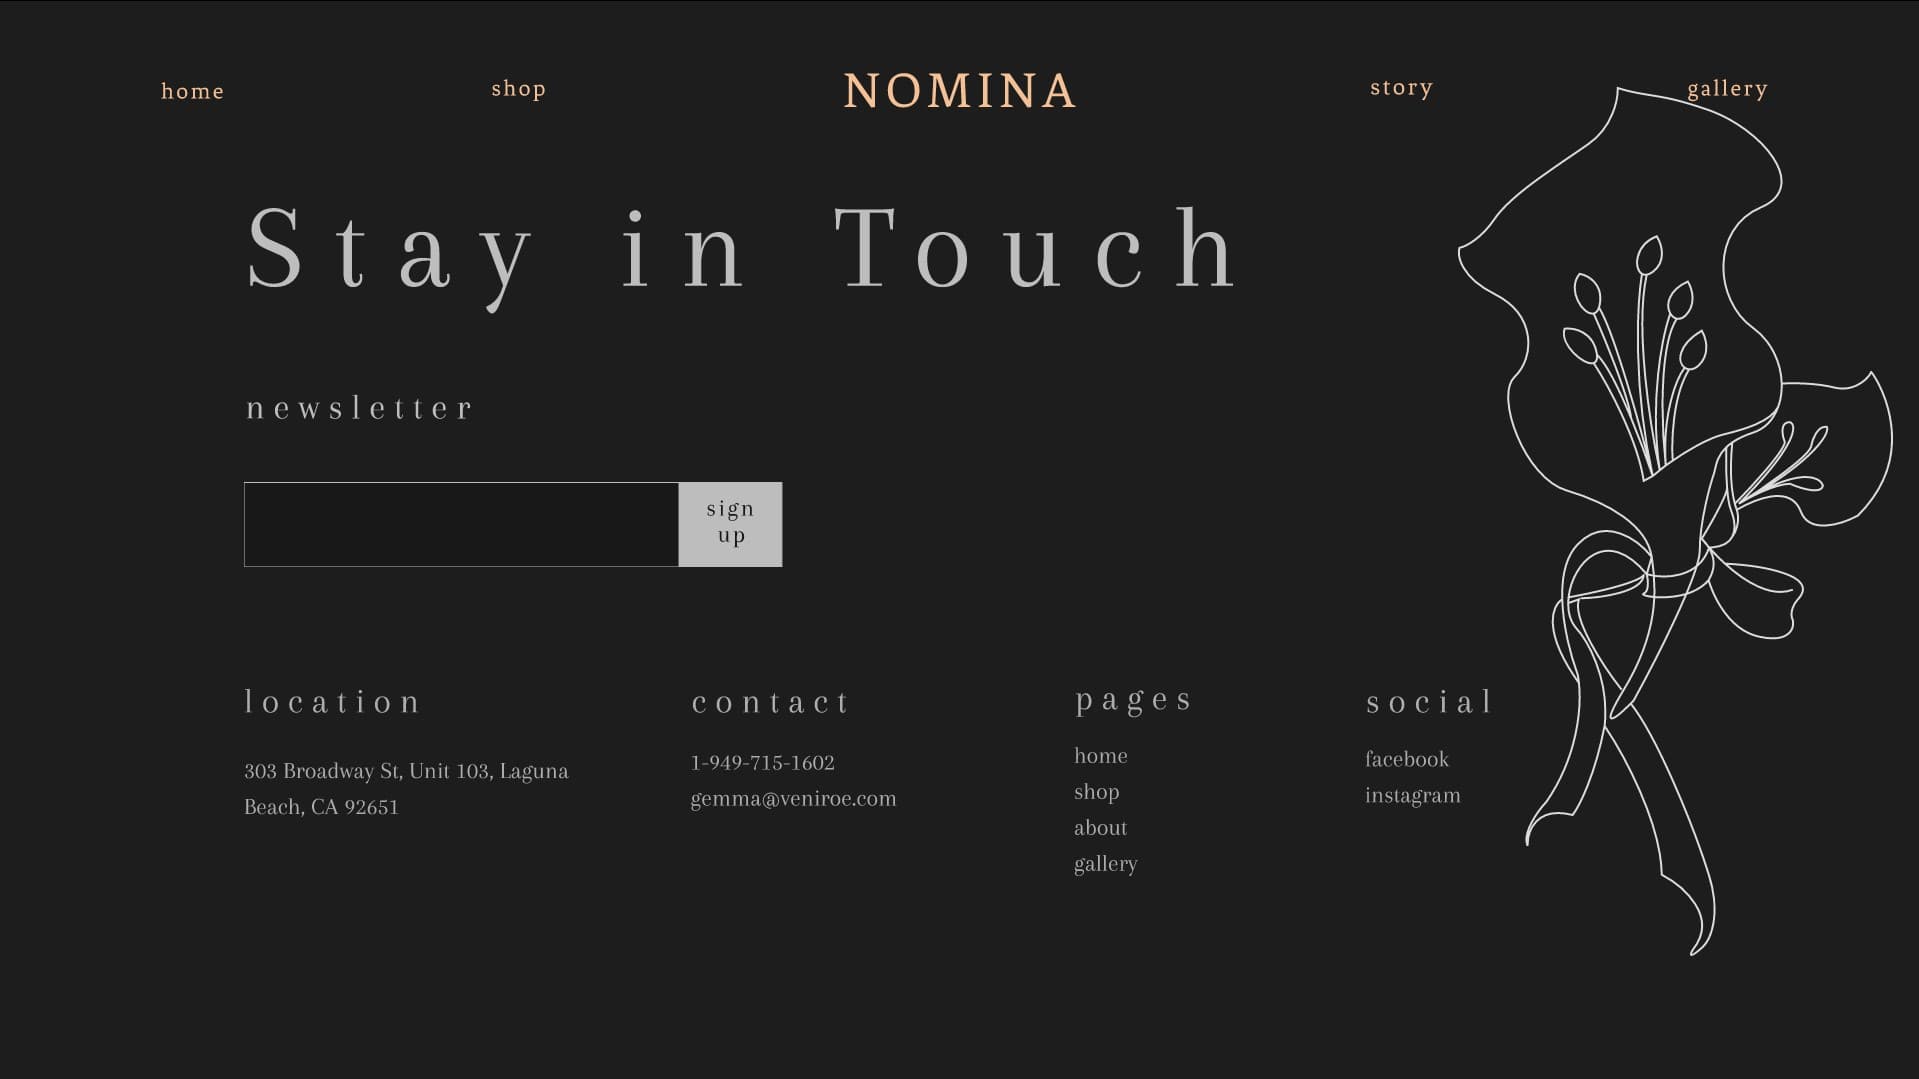 home
shop
NOMINA
story
gallery
Stay in Touch
newsletter
sign
up
location
303 Broadway St, Unit 103, Laguna
Beach, CA 92651
contact
1-949-715-1602
gemma@veniroe.com
pages
home
shop
about
gallery
social
facebook
instagram